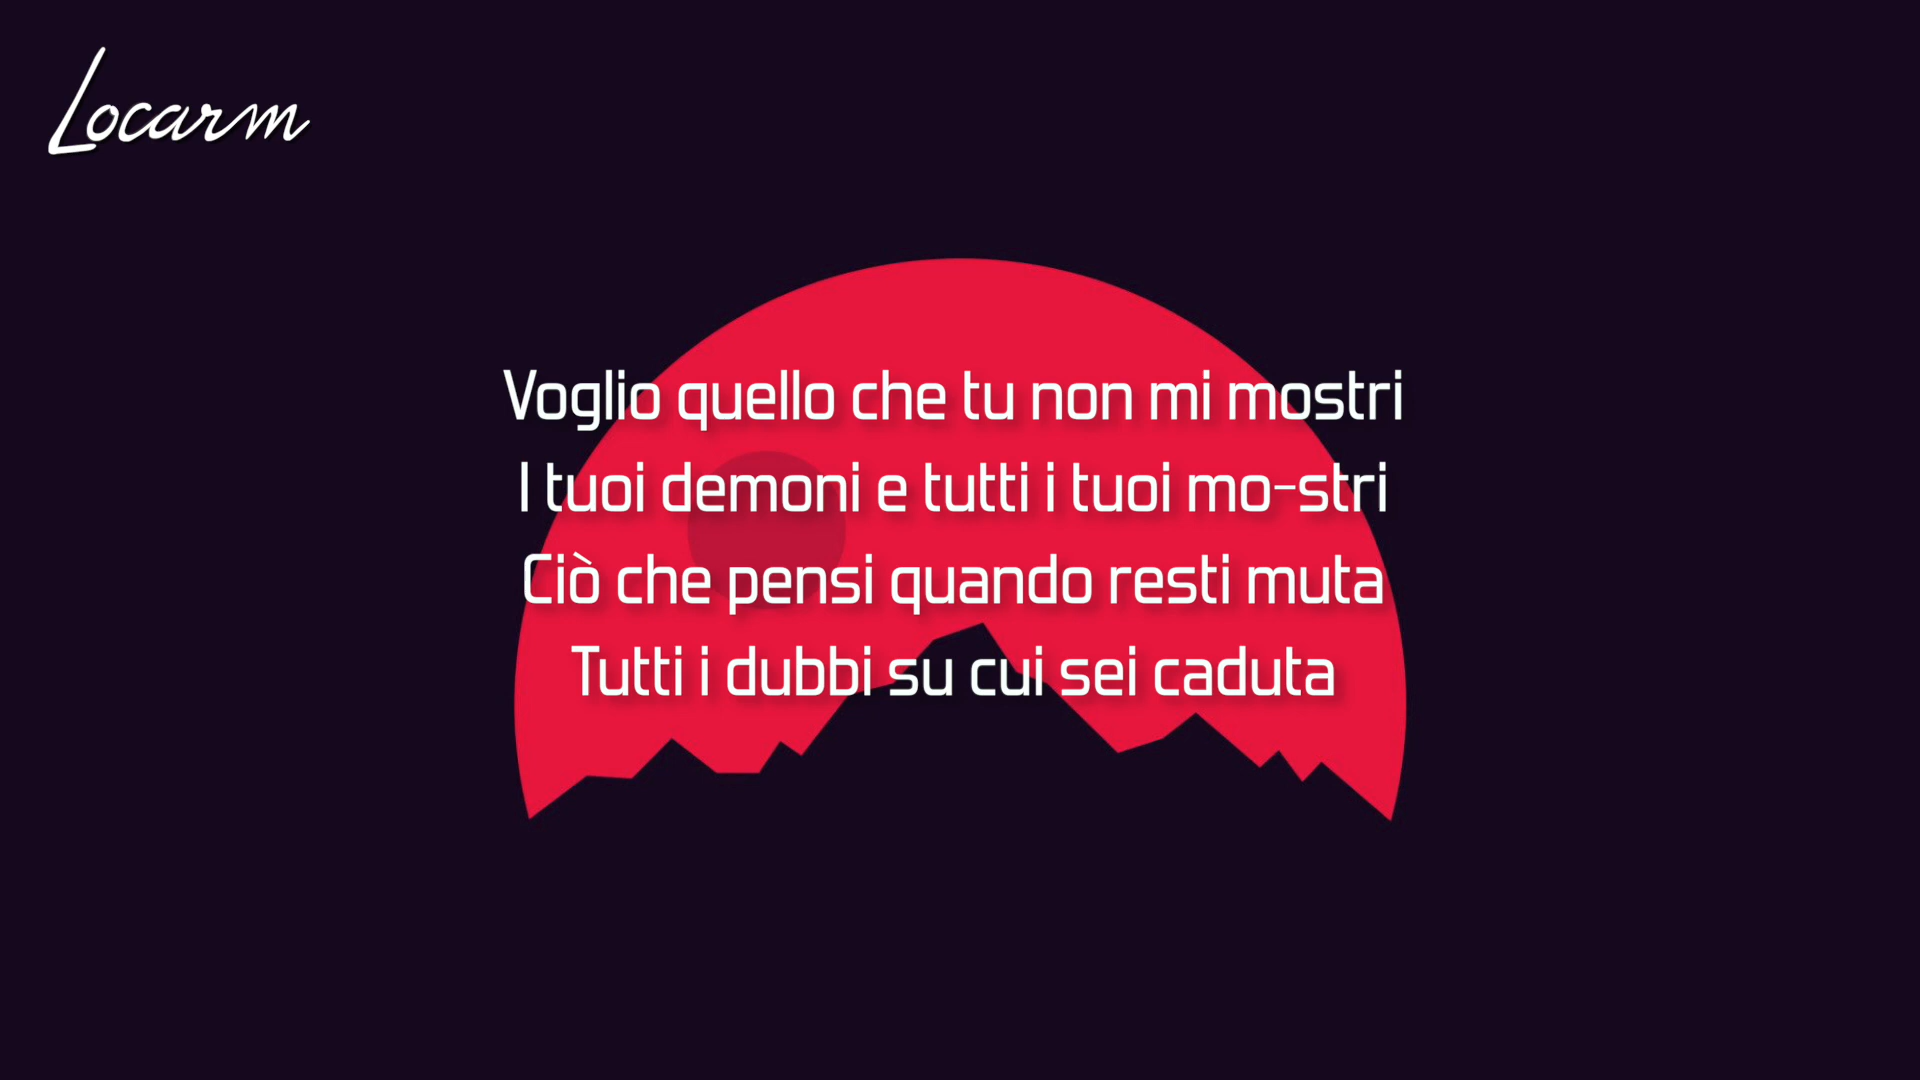 Locarm
Voglio quello che tu non mi mostri
I tuoi demoni e tutti i tuoi mo-stri
Ciò che pensi quando resti muta
Tutti i dubbi su cui sei caduta